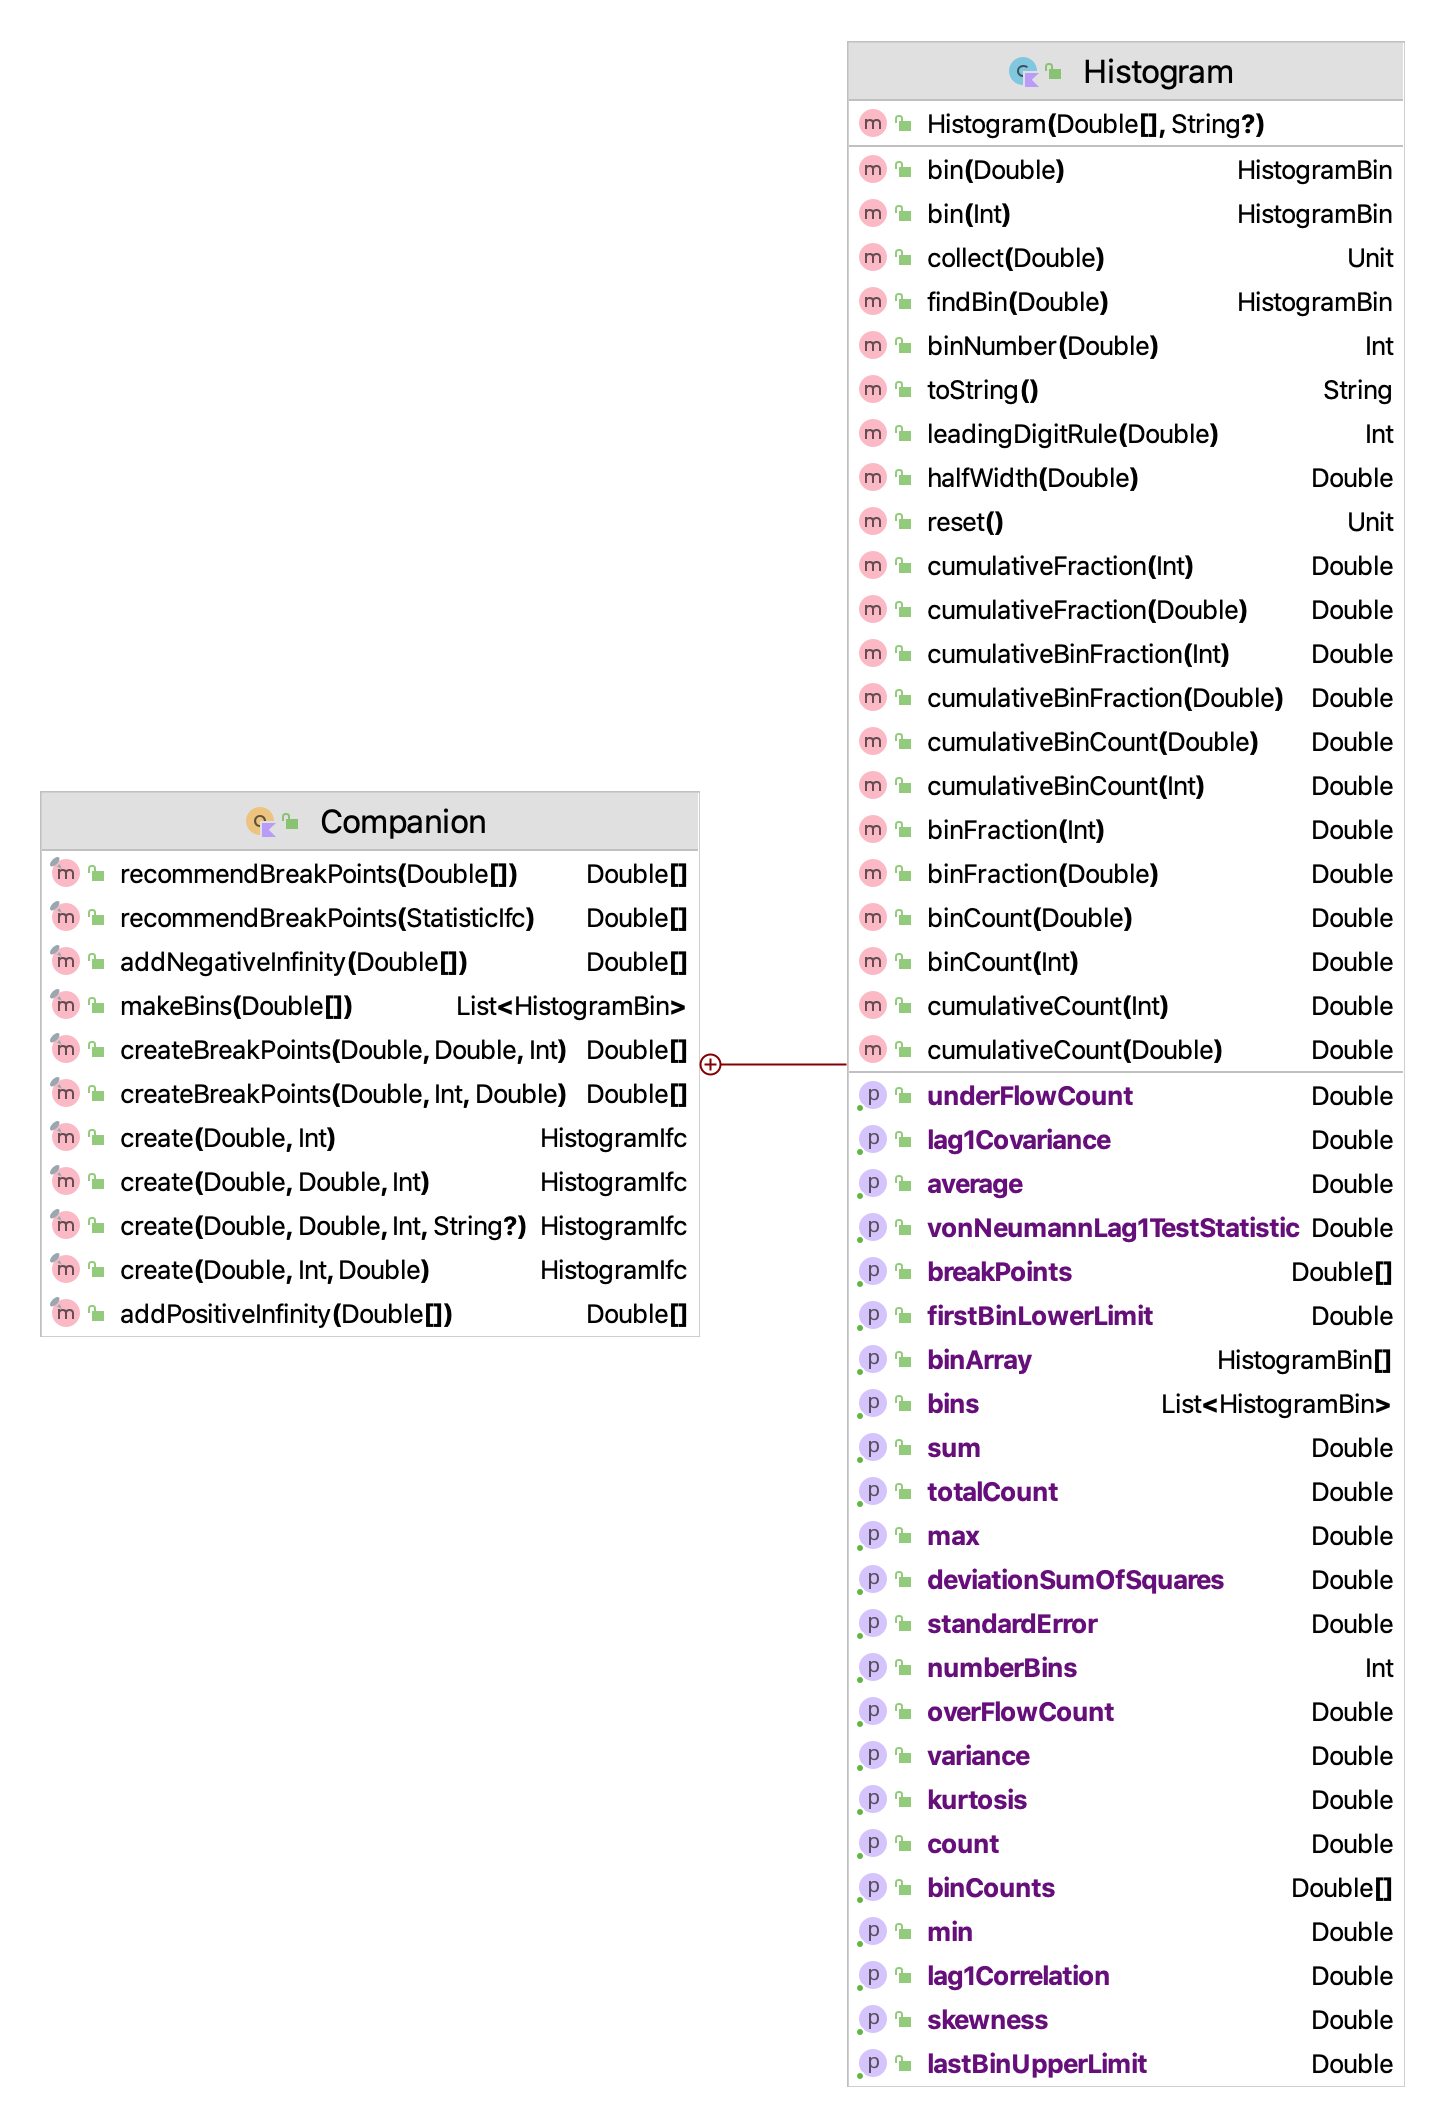 Histogram
Histogram(Double[], String?)
bin(Double) HistogramBin
bin(Int) HistogramBin
collect(Double) Unit
findBin(Double) HistogramBin
binNumber(Double) Int
toString() String
leadingDigitRule(Double) Int
halfWidth(Double) Double
reset() Unit
cumulativeFraction(Int) Double
cumulativeFraction(Double) Double
cumulativeBinFraction(Int) Double
cumulativeBinFraction(Double) Double
cumulativeBinCount(Double) Double
cumulativeBinCount(Int) Double
binFraction(Int) Double
binFraction(Double) Double
binCount(Double) Double
binCount(Int) Double
cumulativeCount(Int) Double
cumulativeCount(Double) Double
underFlowCount Double
lag1Covariance Double
average Double
vonNeumannLag1TestStatistic Double
breakPoints Double[]
firstBinLowerLimit Double
binArray HistogramBin[]
bins List<HistogramBin>
sum Double
totalCount Double
max Double
deviationSumOfSquares Double
standardError Double
numberBins Int
overFlowCount Double
variance Double
kurtosis Double
count Double
binCounts Double[]
min Double
lag1Correlation Double
skewness Double
lastBinUpperLimit Double
Companion
recommendBreakPoints(Double[]) Double[]
recommendBreakPoints(StatisticIfc) Double[]
addNegativeInfinity(Double[]) Double[]
makeBins(Double[]) List<HistogramBin>
createBreakPoints(Double, Double, Int) Double[]
createBreakPoints(Double, Int, Double) Double[]
create(Double, Int) HistogramIfc
create(Double, Double, Int) HistogramIfc
create(Double, Double, Int, String?) HistogramIfc
create(Double, Int, Double) HistogramIfc
addPositiveInfinity(Double[]) Double[]